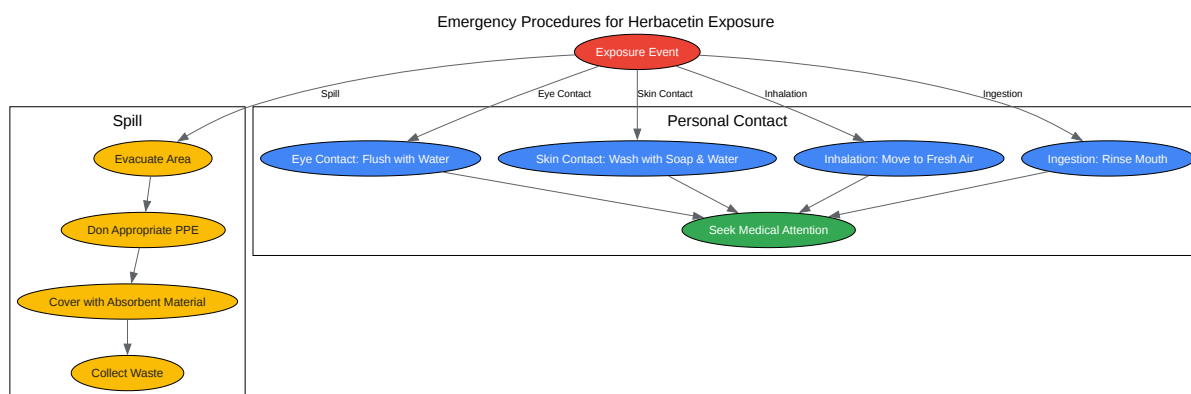 Emergency Procedures for Herbacetin Exposure
Exposure Event
Spill
Eye Contact
Skin Contact
Inhalation
Ingestion
Spill
Personal Contact
Evacuate Area
Eye Contact: Flush with Water
Skin Contact: Wash with Soap & Water
Inhalation: Move to Fresh Air
Ingestion: Rinse Mouth
Don Appropriate PPE
Seek Medical Attention
Cover with Absorbent Material
Collect Waste